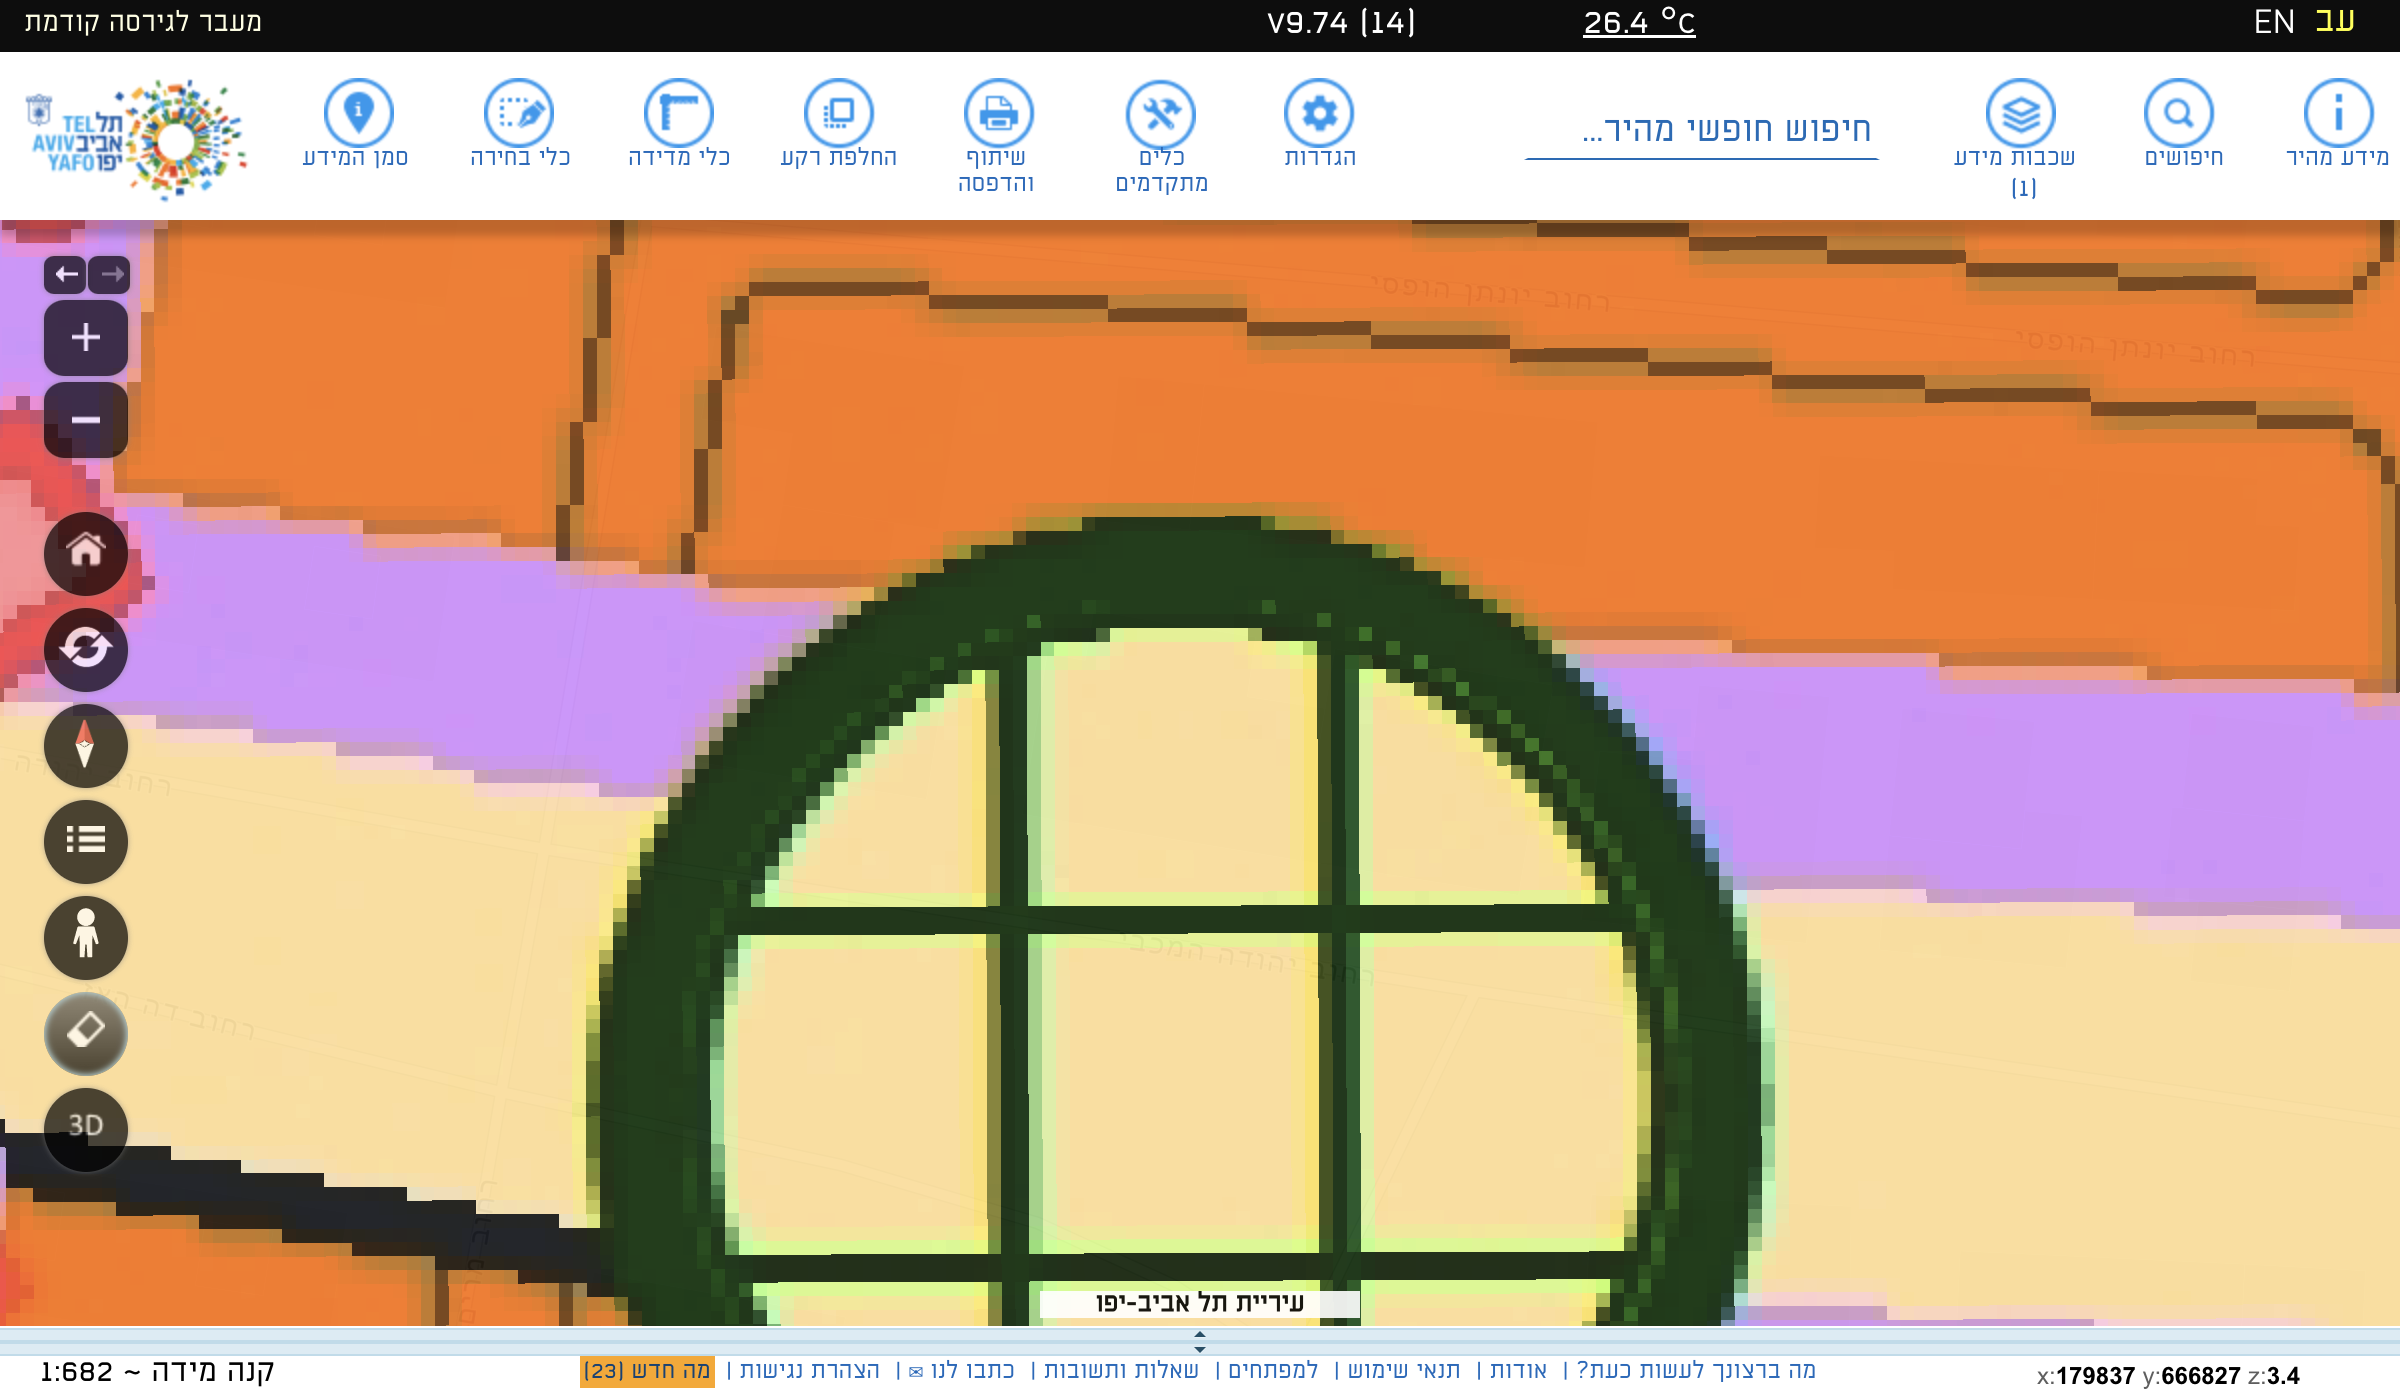 עב EN
26.4 °C
V9.74 (14)
מעבר לגירסה קודמת
מידע מהיר
חיפושים
שכבות מידע
(1)
חיפוש חופשי מהיר...
הגדרות
כלים
מתקדמים
שיתוף
והדפסה
החלפת רקע
כלי מדידה
כלי בחירה
סמן המידע
תל
אביב
יפו
TEL
AVIV
YAFO
רחוב יונתן הופסי
רחוב יונתן הופסי
רחוב יהודה המכבי
רחוב דה האז
3D
עיריית תל אביב-יפו
מה ברצונך לעשות כעת? | אודות | תנאי שימוש | למפתחים | שאלות ותשובות | כתבו לנו ✉ | הצהרת נגישות | מה חדש (23)
קנה מידה ~ 1:682
x:179837 y:666827 z:3.4